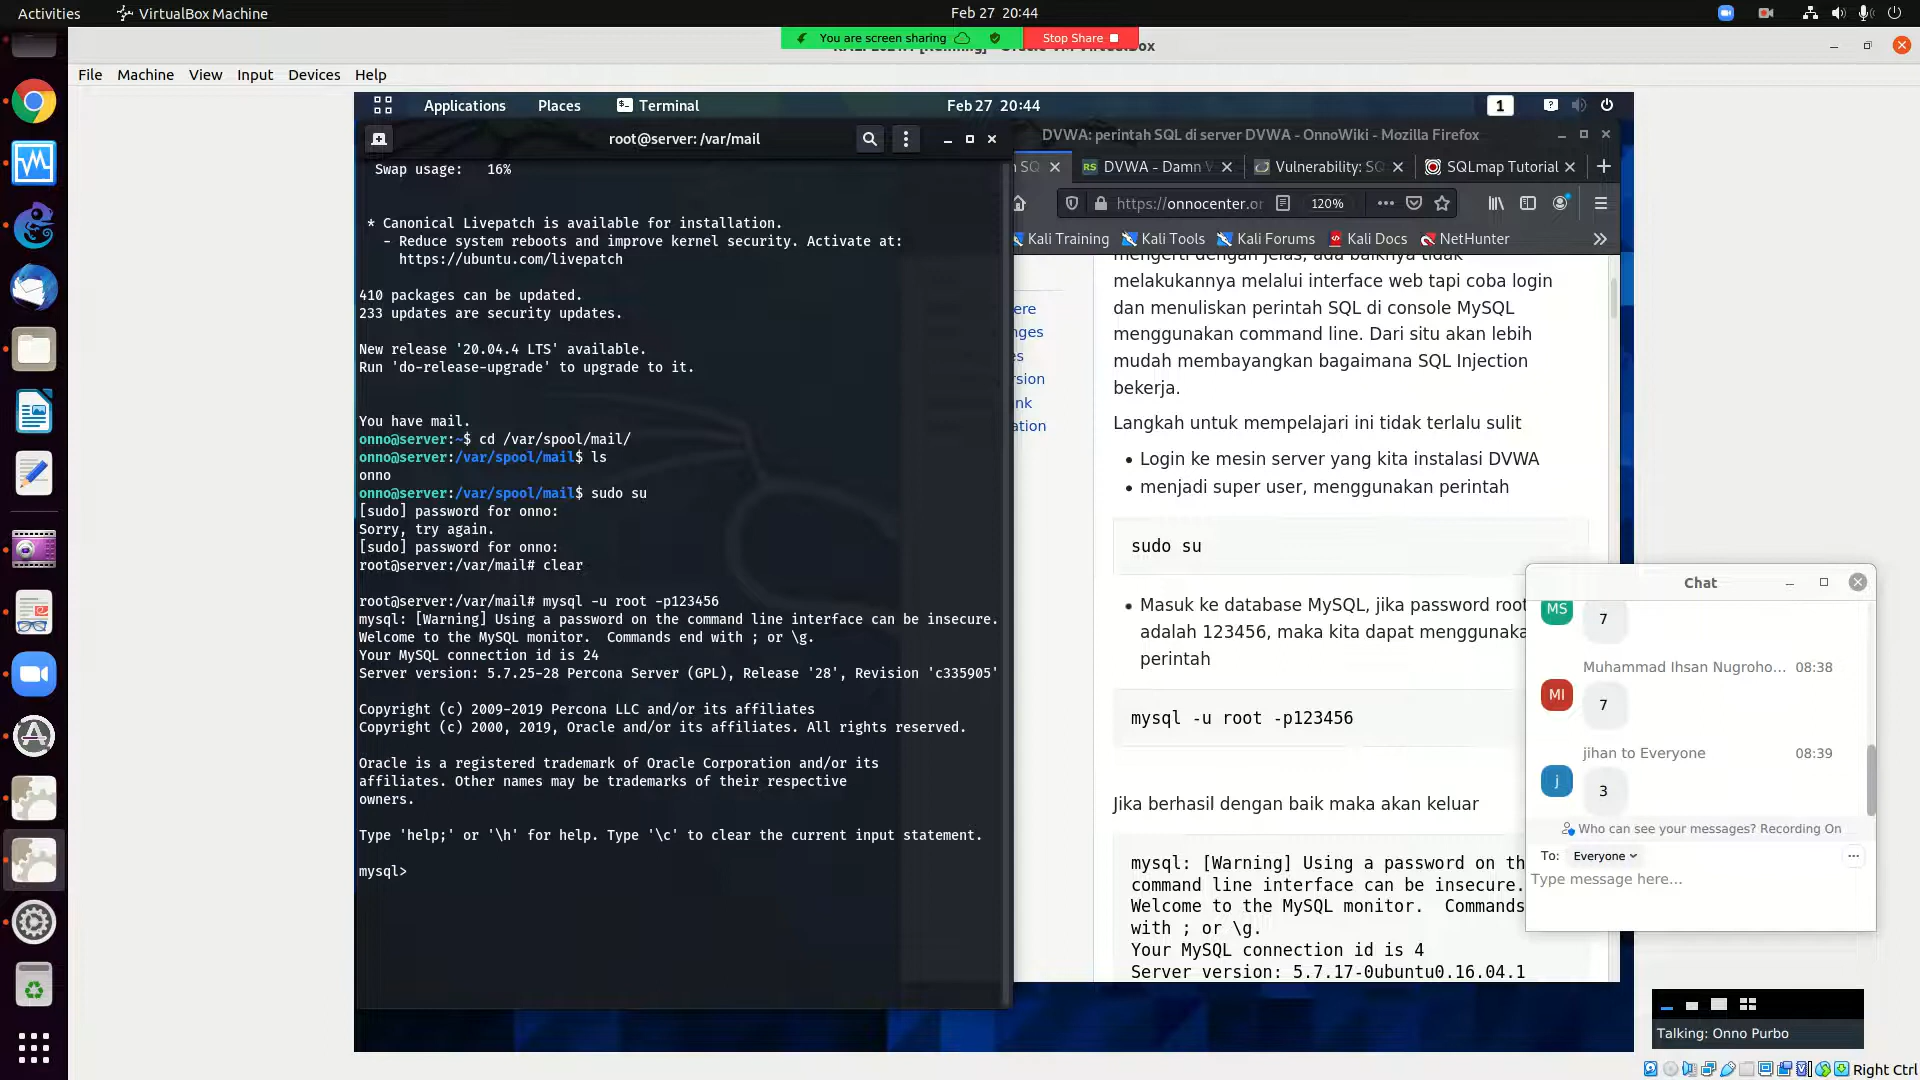 Activities
VirtualBox Machine
Feb 27 20:44
You are screen sharing
Stop Share
File Machine View Input Devices Help
Applications Places Terminal
Feb 27 20:44
1
root@server: /var/mail
Swap usage: 16%
* Canonical Livepatch is available for installation.
- Reduce system reboots and improve kernel security. Activate at:
https://ubuntu.com/livepatch
410 packages can be updated.
233 updates are security updates.
New release '20.04.4 LTS' available.
Run 'do-release-upgrade' to upgrade to it.
You have mail.
onno@server:~$ cd /var/spool/mail/
onno@server:/var/spool/mail$ ls
onno
onno@server:/var/spool/mail$ sudo su
[sudo] password for onno:
Sorry, try again.
[sudo] password for onno:
root@server:/var/mail# clear
root@server:/var/mail# mysql -u root -p123456
mysql: [Warning] Using a password on the command line interface can be insecure.
Welcome to the MySQL monitor.  Commands end with ; or \g.
Your MySQL connection id is 24
Server version: 5.7.25-28 Percona Server (GPL), Release '28', Revision 'c335905'
Copyright (c) 2009-2019 Percona LLC and/or its affiliates
Copyright (c) 2000, 2019, Oracle and/or its affiliates. All rights reserved.
Oracle is a registered trademark of Oracle Corporation and/or its
affiliates. Other names may be trademarks of their respective
owners.
Type 'help;' or '\h' for help. Type '\c' to clear the current input statement.
mysql>
DVWA: perintah SQL di server DVWA - OnnoWiki - Mozilla Firefox
SQ
DVWA - Damn V
Vulnerability: SQ
SQLmap Tutorial
https://onnocenter.or
120%
Kali Training
Kali Tools
Kali Forums
Kali Docs
NetHunter
ere
nges
es
rsion
nk
ation
mengerti dengan jelas, ada baiknya tidak
melakukannya melalui interface web tapi coba login
dan menuliskan perintah SQL di console MySQL
menggunakan command line. Dari situ akan lebih
mudah membayangkan bagaimana SQL Injection
bekerja.
Langkah untuk mempelajari ini tidak terlalu sulit
• Login ke mesin server yang kita instalasi DVWA
• menjadi super user, menggunakan perintah
sudo su
• Masuk ke database MySQL, jika password root
adalah 123456, maka kita dapat menggunaka
perintah
mysql -u root -p123456
Jika berhasil dengan baik maka akan keluar
mysql: [Warning] Using a password on th
command line interface can be insecure.
Welcome to the MySQL monitor.  Commands
with ; or \g.
Your MySQL connection id is 4
Server version: 5.7.17-0ubuntu0.16.04.1
Chat
MS
7
Muhammad Ihsan Nugroho... 08:38
MI
7
jihan to Everyone 08:39
j
3
Who can see your messages? Recording On
To: Everyone
Type message here...
Talking: Onno Purbo
Right Ctrl